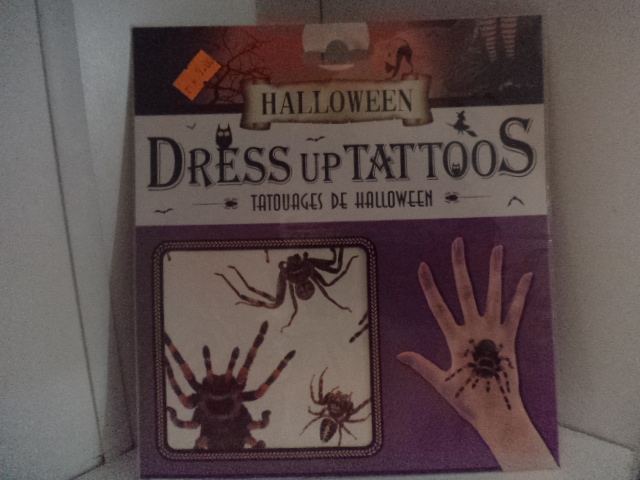 HALLOWEEN
DRESS UP TATTOOS
TATOUAGES DE HALLOWEEN